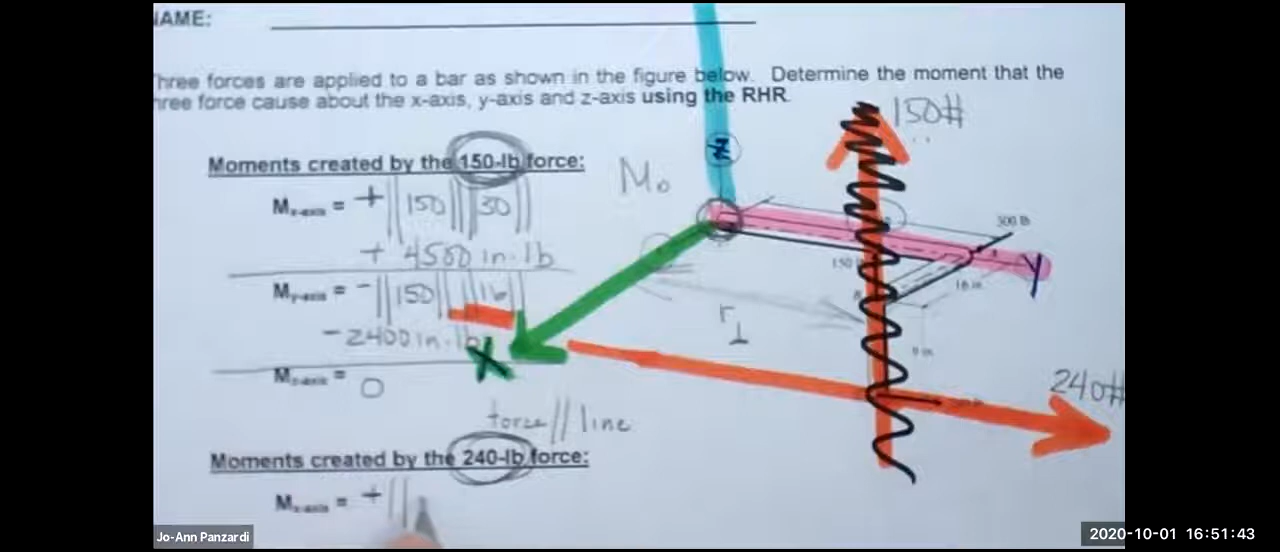 NAME:
Three forces are applied to a bar as shown in the figure below. Determine the moment that the
three force cause about the x-axis, y-axis and z-axis using the RHR.
150#
Z
Moments created by the 150-lb force:
M₀
Mx-axis = + |150||30|
+ 4500 in·lb
300 lb
Y
My-axis = - |150||16|
150
16 in
- 2400 in·lb
r⊥
9 in
X
Mz-axis = 0
240#
force // line
Moments created by the 240-lb force:
Mx-axis = + ||
Jo-Ann Panzardi
2020-10-01 16:51:43